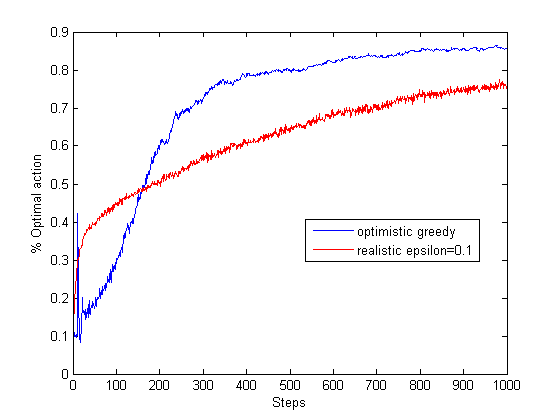 0.9
0.8
0.7
0.6
0.5
0.4
0.3
0.2
0.1
0
% Optimal action
optimistic greedy
realistic epsilon=0.1
0 100 200 300 400 500 600 700 800 900 1000
Steps